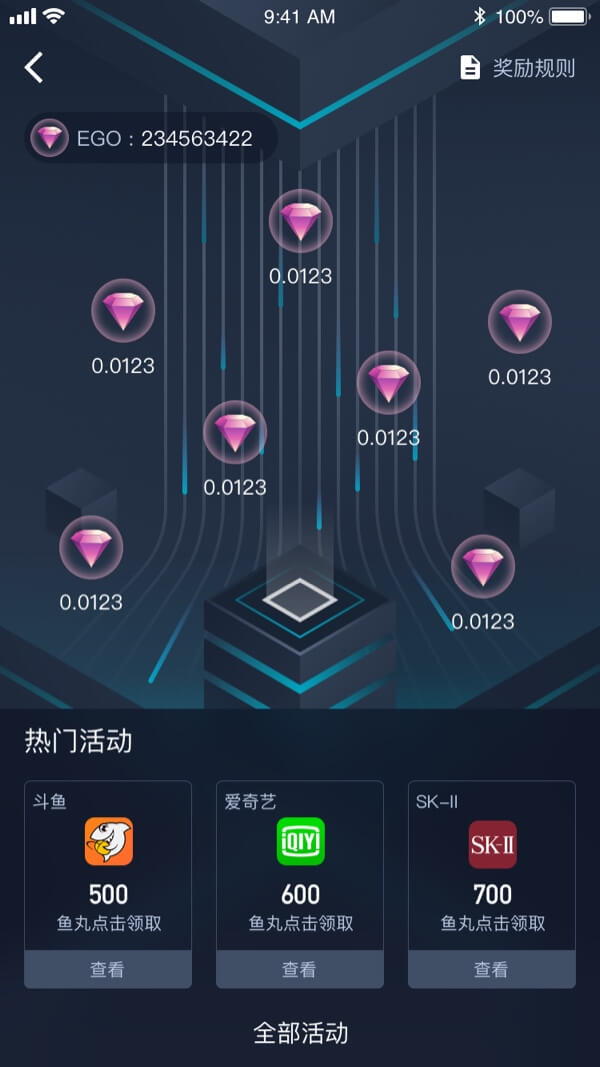 9:41 AM
100%
奖励规则
EGO : 234563422
0.0123
0.0123
0.0123
0.0123
0.0123
0.0123
0.0123
热门活动
斗鱼
500
鱼丸点击领取
查看
爱奇艺
iQIYI
600
鱼丸点击领取
查看
SK-II
SK-II
700
鱼丸点击领取
查看
全部活动